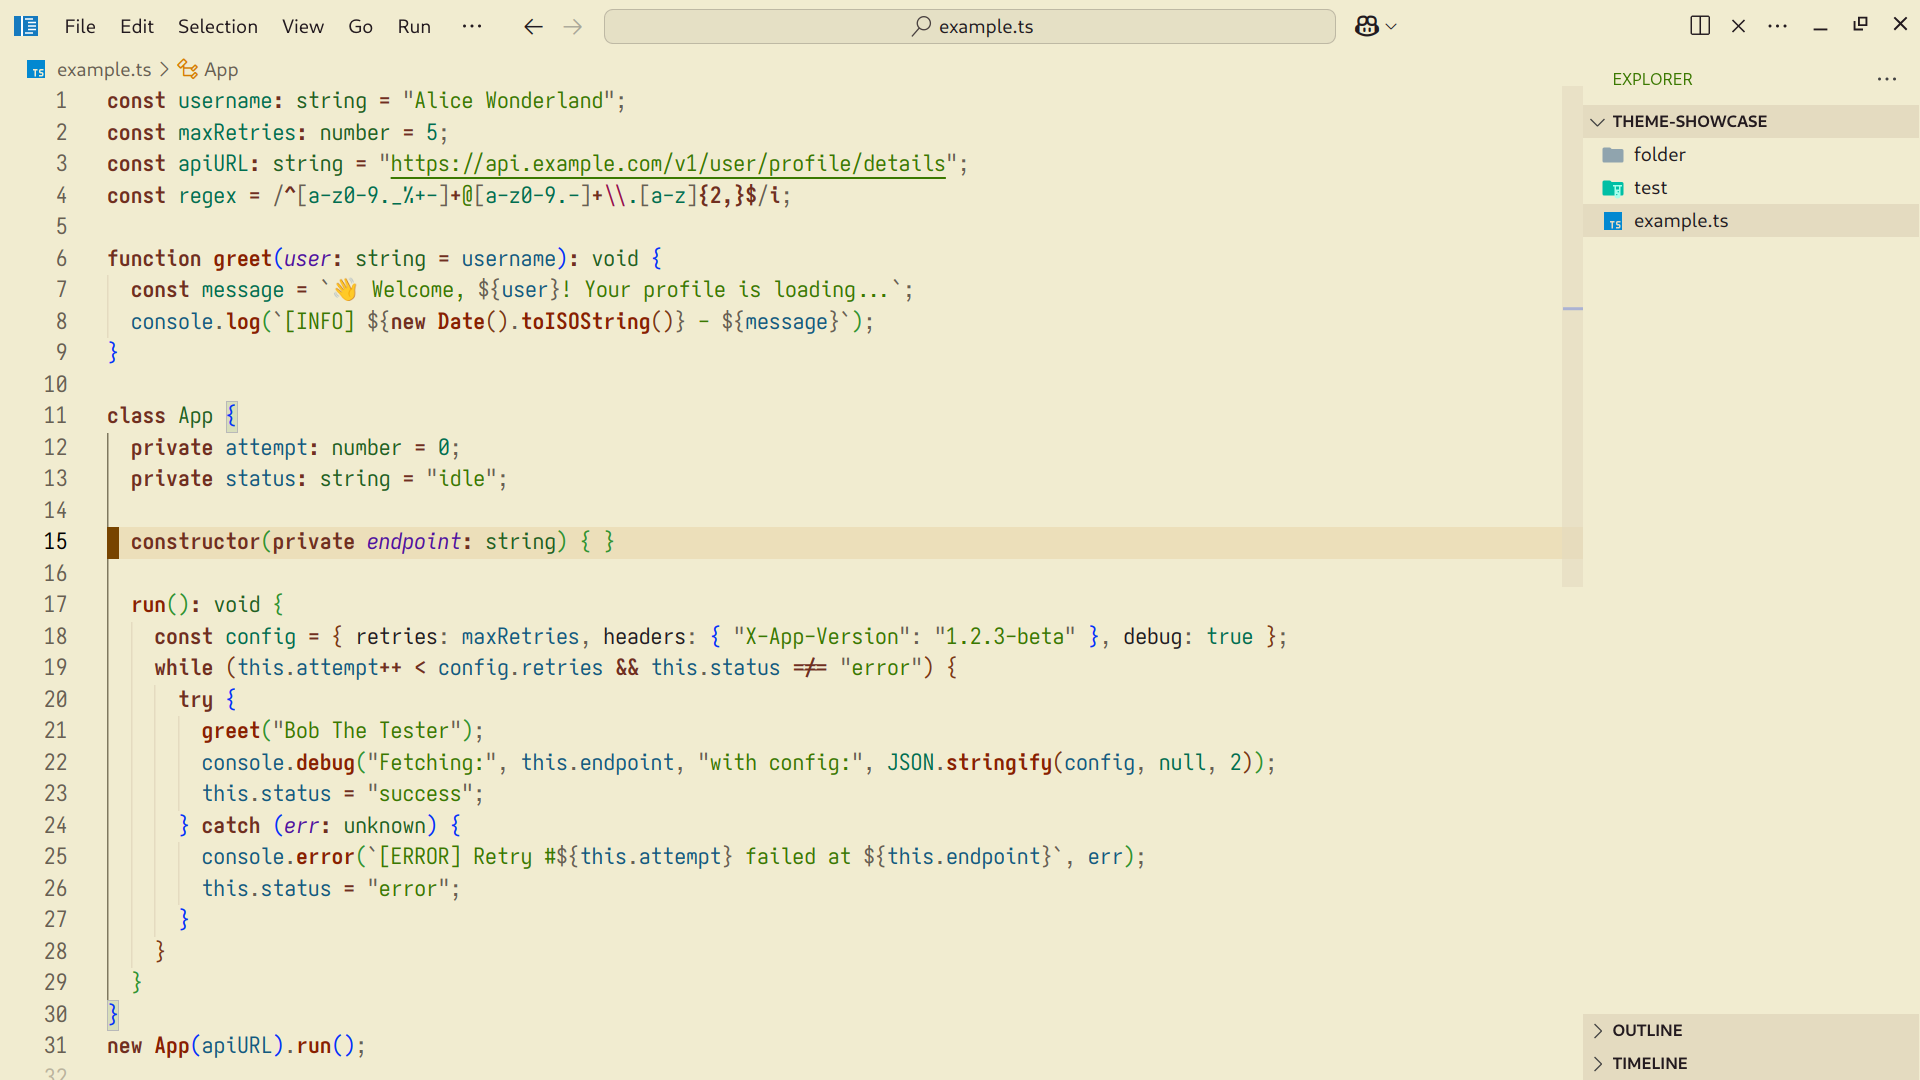 File Edit Selection View Go Run ··· example.ts
example.ts > App
1 const username: string = "Alice Wonderland";
2 const maxRetries: number = 5;
3 const apiURL: string = "https://api.example.com/v1/user/profile/details";
4 const regex = /^[a-z0-9._%+-]+@[a-z0-9.-]+\\.[a-z]{2,}$/i;
5
6 function greet(user: string = username): void {
7   const message = `👋 Welcome, ${user}! Your profile is loading...`;
8   console.log(`[INFO] ${new Date().toISOString()} - ${message}`);
9 }
10
11 class App {
12   private attempt: number = 0;
13   private status: string = "idle";
14
15   constructor(private endpoint: string) { }
16
17   run(): void {
18     const config = { retries: maxRetries, headers: { "X-App-Version": "1.2.3-beta" }, debug: true };
19     while (this.attempt++ < config.retries && this.status !== "error") {
20       try {
21         greet("Bob The Tester");
22         console.debug("Fetching:", this.endpoint, "with config:", JSON.stringify(config, null, 2));
23         this.status = "success";
24       } catch (err: unknown) {
25         console.error(`[ERROR] Retry #${this.attempt} failed at ${this.endpoint}`, err);
26         this.status = "error";
27       }
28     }
29   }
30 }
31 new App(apiURL).run();
32
EXPLORER
THEME-SHOWCASE
folder
test
TS example.ts
OUTLINE
TIMELINE